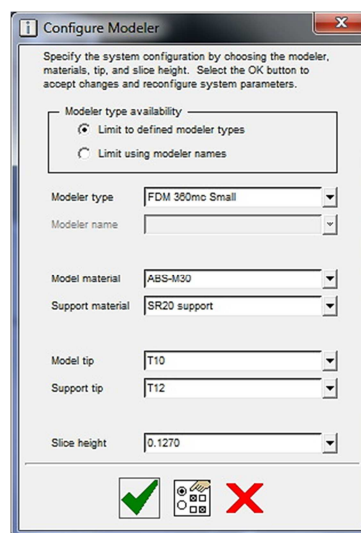 Configure Modeler
Specify the system configuration by choosing the modeler,
materials, tip, and slice height. Select the OK button to
accept changes and reconfigure system parameters.
Modeler type availability
Limit to defined modeler types
Limit using modeler names
Modeler type FDM 360mc Small
Modeler name
Model material ABS-M30
Support material SR20 support
Model tip T10
Support tip T12
Slice height 0.1270